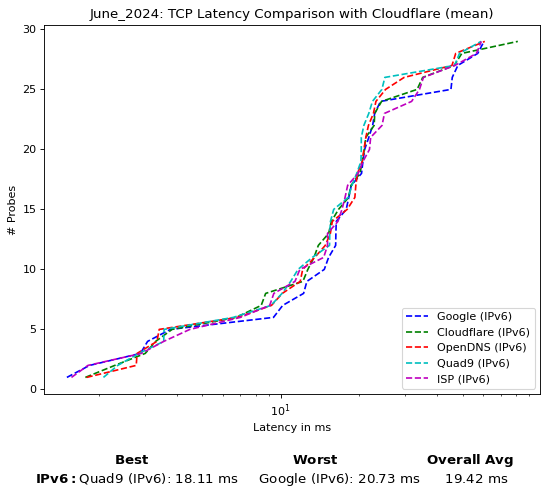 June_2024: TCP Latency Comparison with Cloudflare (mean)
30
25
20
15
10
5
0
# Probes
10¹
Latency in ms
Google (IPv6)
Cloudflare (IPv6)
OpenDNS (IPv6)
Quad9 (IPv6)
ISP (IPv6)
Best Worst Overall Avg
IPv6: Quad9 (IPv6): 18.11 ms Google (IPv6): 20.73 ms 19.42 ms